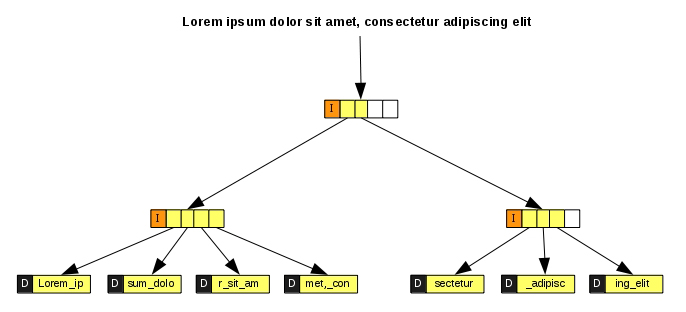 Lorem ipsum dolor sit amet, consectetur adipiscing elit
I
I I
D Lorem_ip D sum_dolo D r_sit_am D met,_con D sectetur D _adipisc D ing_elit